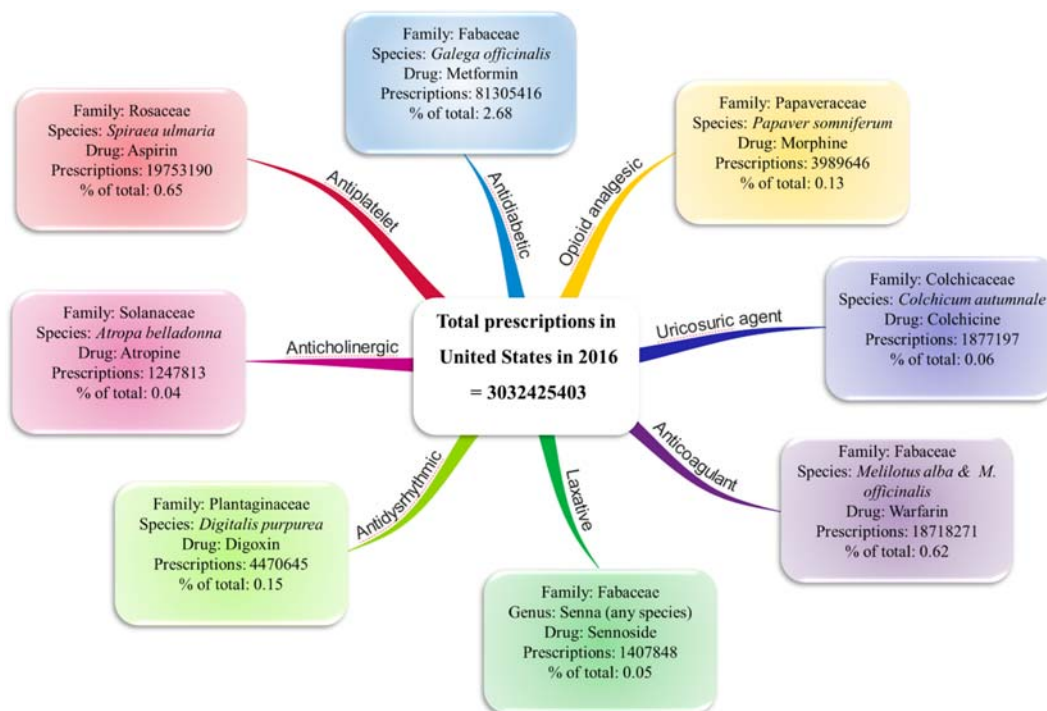 Family: Fabaceae
Species: Galega officinalis
Drug: Metformin
Prescriptions: 81305416
% of total: 2.68
Family: Rosaceae
Species: Spiraea ulmaria
Drug: Aspirin
Prescriptions: 19753190
% of total: 0.65
Family: Papaveraceae
Species: Papaver somniferum
Drug: Morphine
Prescriptions: 3989646
% of total: 0.13
Antiplatelet
Antidiabetic
Opioid analgesic
Family: Solanaceae
Species: Atropa belladonna
Drug: Atropine
Prescriptions: 1247813
% of total: 0.04
Anticholinergic
Total prescriptions in
United States in 2016
= 3032425403
Uricosuric agent
Family: Colchicaceae
Species: Colchicum autumnale
Drug: Colchicine
Prescriptions: 1877197
% of total: 0.06
Antidysrhythmic
Laxative
Anticoagulant
Family: Fabaceae
Species: Melilotus alba & M.
officinalis
Drug: Warfarin
Prescriptions: 18718271
% of total: 0.62
Family: Plantaginaceae
Species: Digitalis purpurea
Drug: Digoxin
Prescriptions: 4470645
% of total: 0.15
Family: Fabaceae
Genus: Senna (any species)
Drug: Sennoside
Prescriptions: 1407848
% of total: 0.05